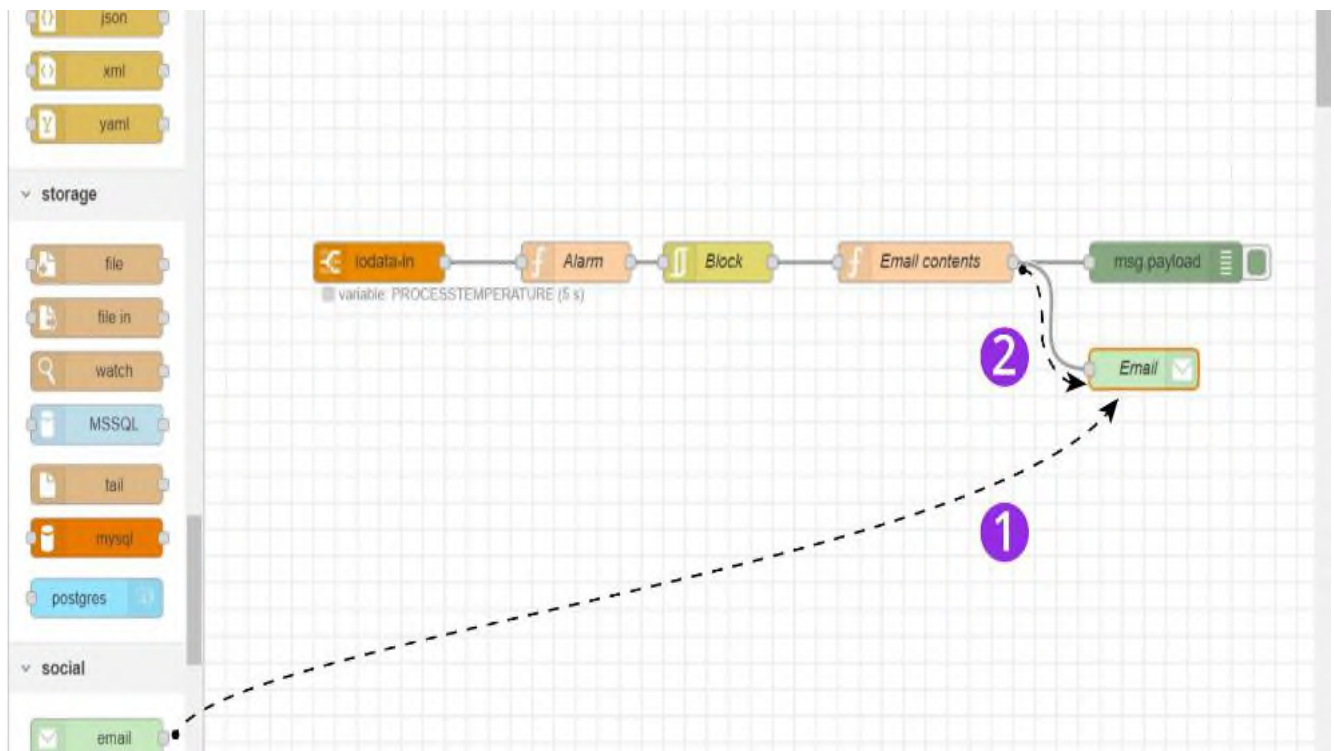 json
xml
yaml
storage
file
file in
watch
MSSQL
tail
mysql
postgres
social
email
iodata-in
variable: PROCESSTEMPERATURE (5 s)
Alarm
Block
Email contents
msg.payload
Email
2
1